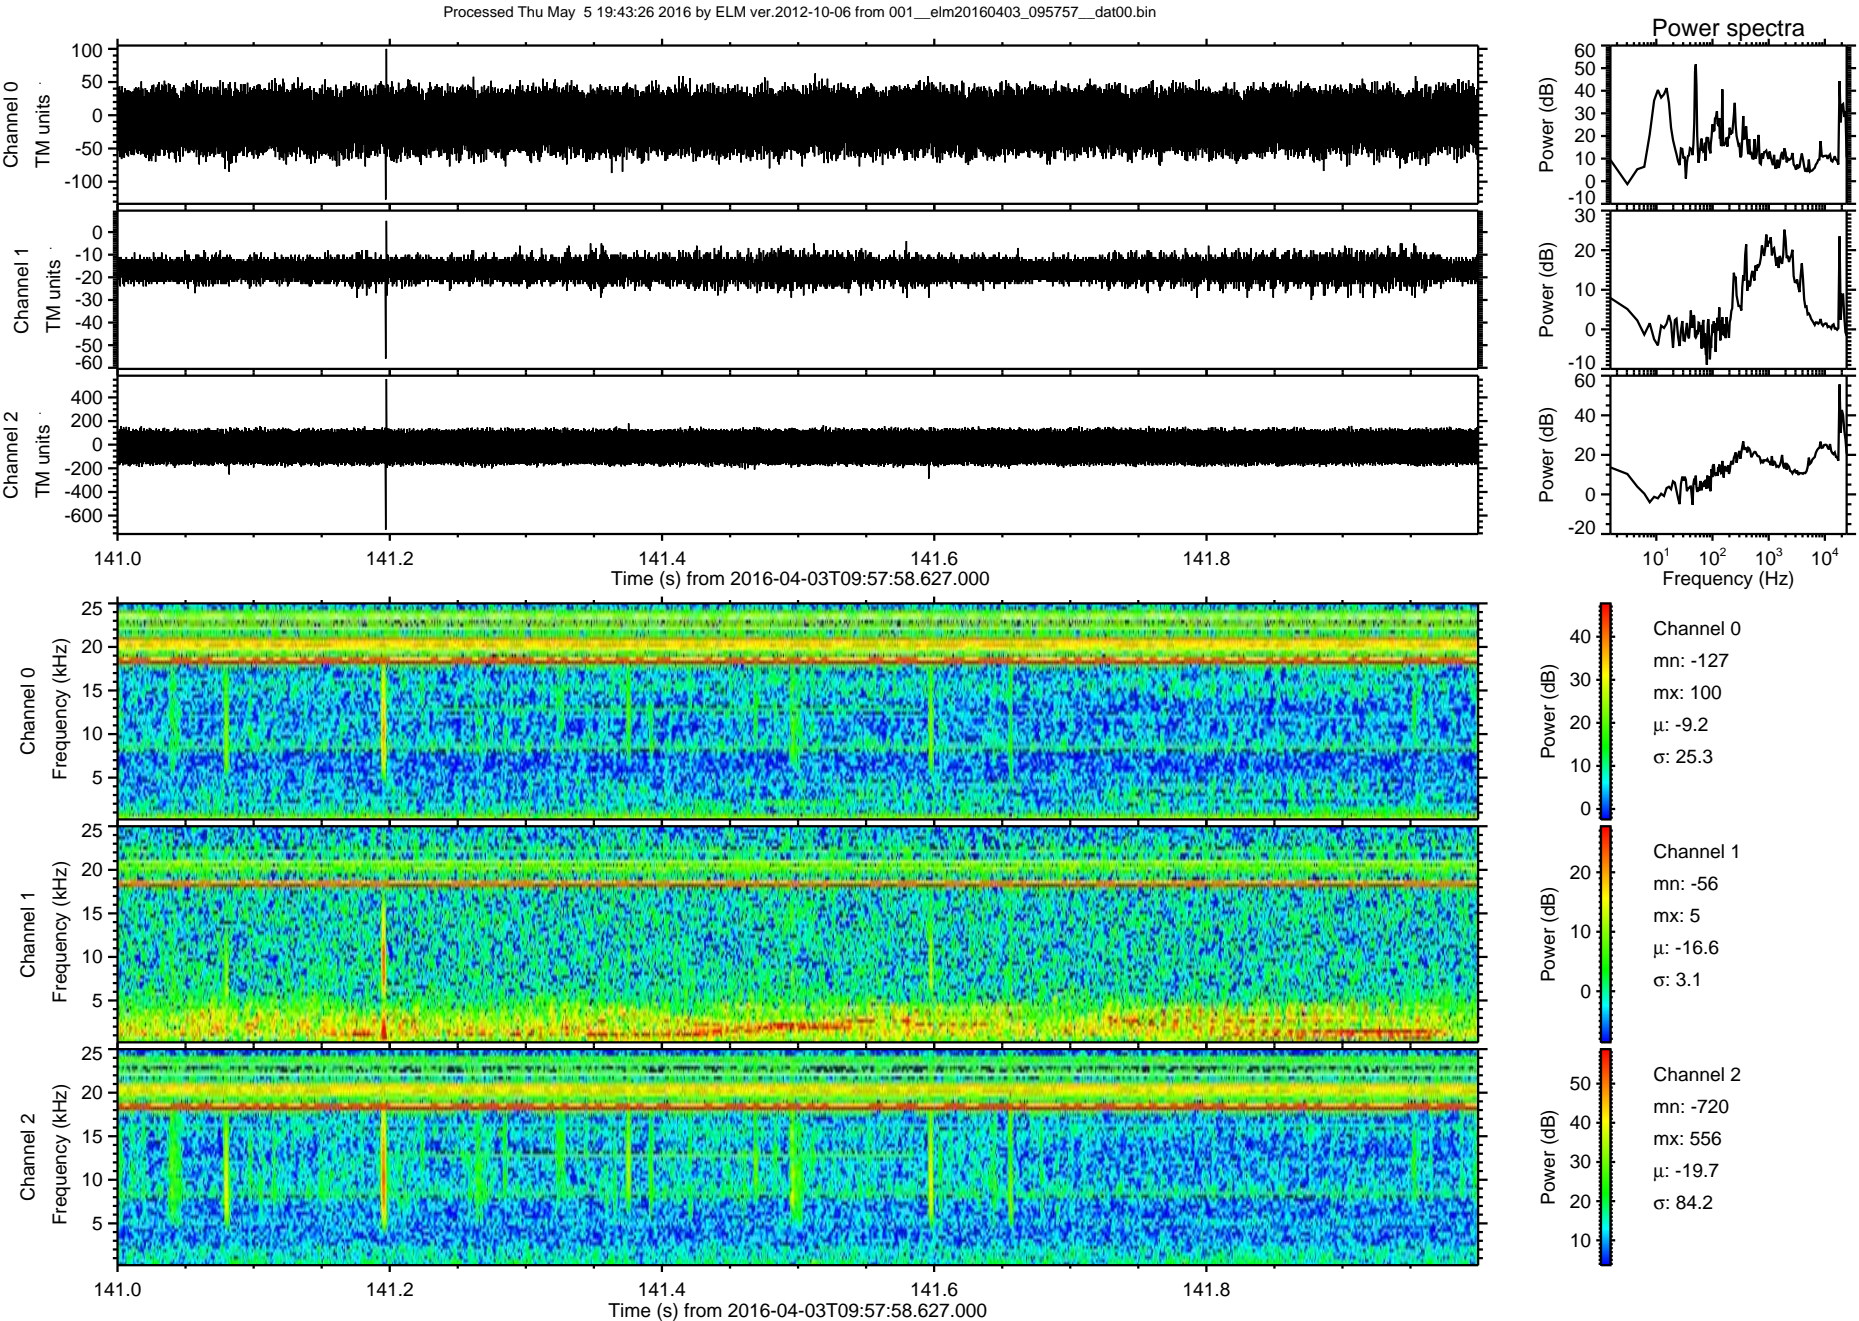 Processed Thu May  5 19:43:26 2016 by ELM ver.2012-10-06 from 001__elm20160403_095757__dat00.bin
Power spectra
Channel 0
TM units
100
50
0
-50
-100
Power (dB)
60
50
40
30
20
10
0
-10
Channel 1
TM units
0
-10
-20
-30
-40
-50
-60
Power (dB)
30
20
10
0
-10
Channel 2
TM units
400
200
0
-200
-400
-600
Power (dB)
60
40
20
0
-20
141.0 141.2 141.4 141.6 141.8
Time (s) from 2016-04-03T09:57:58.627.000
10¹ 10² 10³ 10⁴
Frequency (Hz)
Channel 0
Frequency (kHz)
25
20
15
10
5
Power (dB)
40
30
20
10
0
Channel 0
mn: -127
mx: 100
μ: -9.2
σ: 25.3
Channel 1
Frequency (kHz)
25
20
15
10
5
Power (dB)
20
10
0
Channel 1
mn: -56
mx: 5
μ: -16.6
σ: 3.1
Channel 2
Frequency (kHz)
25
20
15
10
5
Power (dB)
50
40
30
20
10
Channel 2
mn: -720
mx: 556
μ: -19.7
σ: 84.2
141.0 141.2 141.4 141.6 141.8
Time (s) from 2016-04-03T09:57:58.627.000